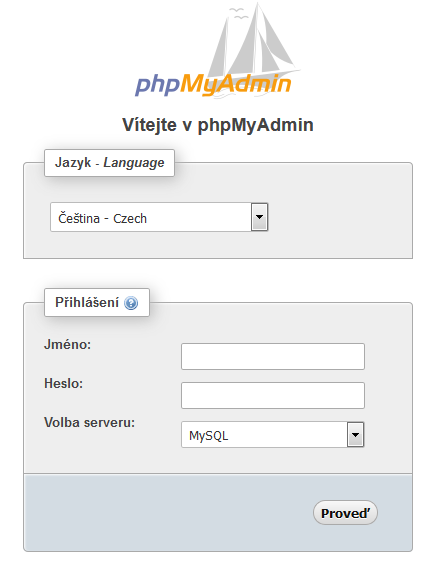 phpMyAdmin
Vítejte v phpMyAdmin
Jazyk - Language
Čeština - Czech
Přihlášení
Jméno:
Heslo:
Volba serveru:
MySQL
Proveď